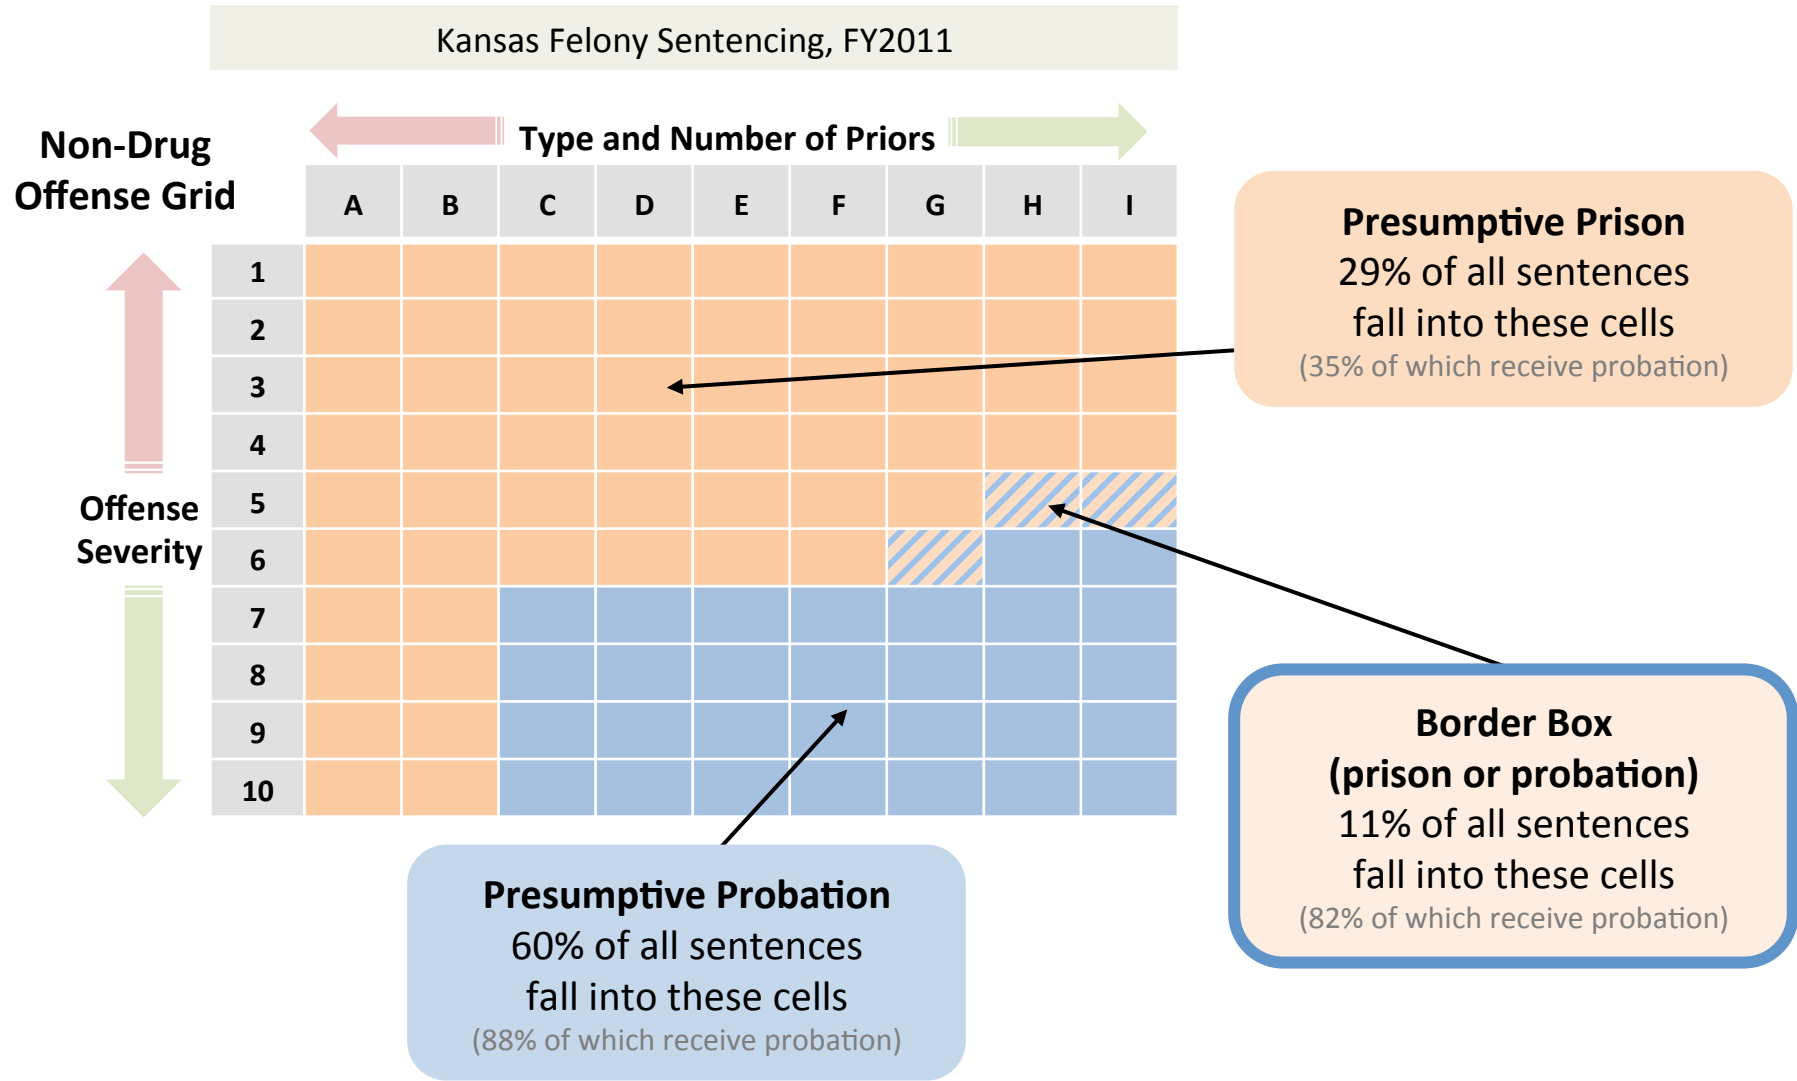 Kansas Felony Sentencing, FY2011
Non-Drug
Offense Grid
Type and Number of Priors
A B C D E F G H I
1
2
3
4
5
6
7
8
9
10
Offense
Severity
Presumptive Prison
29% of all sentences
fall into these cells
(35% of which receive probation)
Border Box
(prison or probation)
11% of all sentences
fall into these cells
(82% of which receive probation)
Presumptive Probation
60% of all sentences
fall into these cells
(88% of which receive probation)